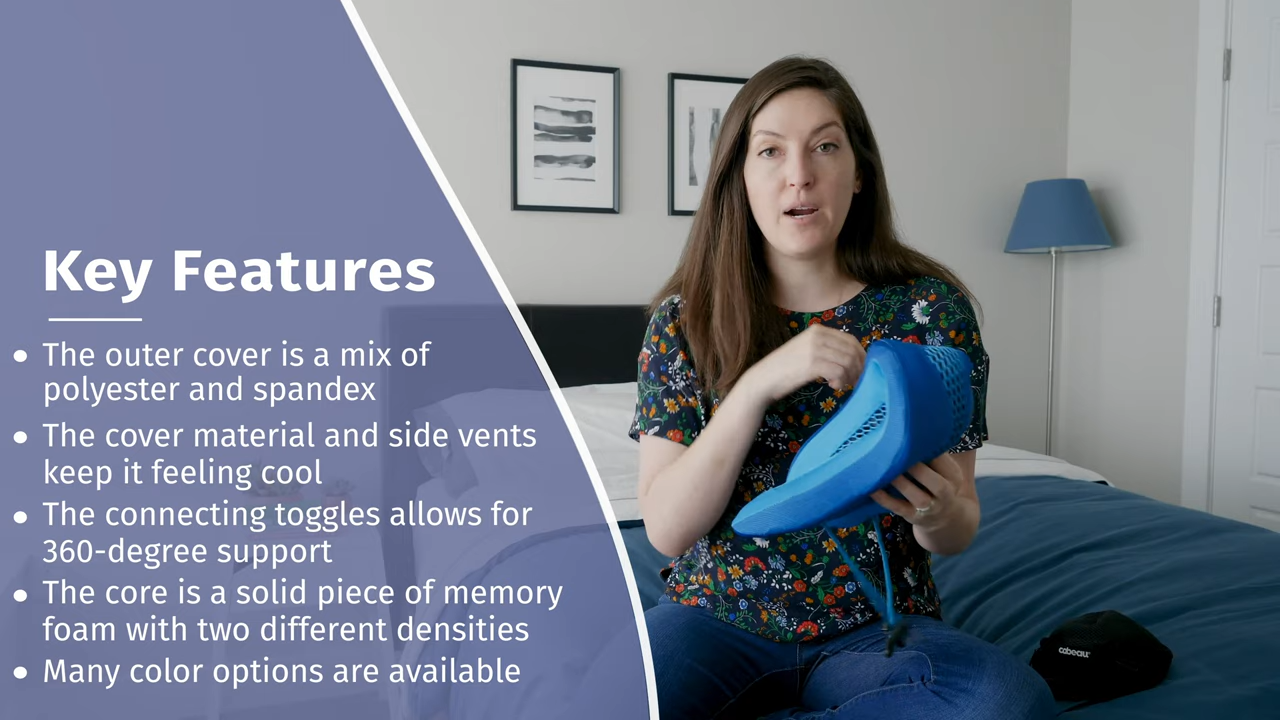 Key Features
• The outer cover is a mix of
polyester and spandex
• The cover material and side vents
keep it feeling cool
• The connecting toggles allows for
360-degree support
• The core is a solid piece of memory
foam with two different densities
• Many color options are available
cabeau